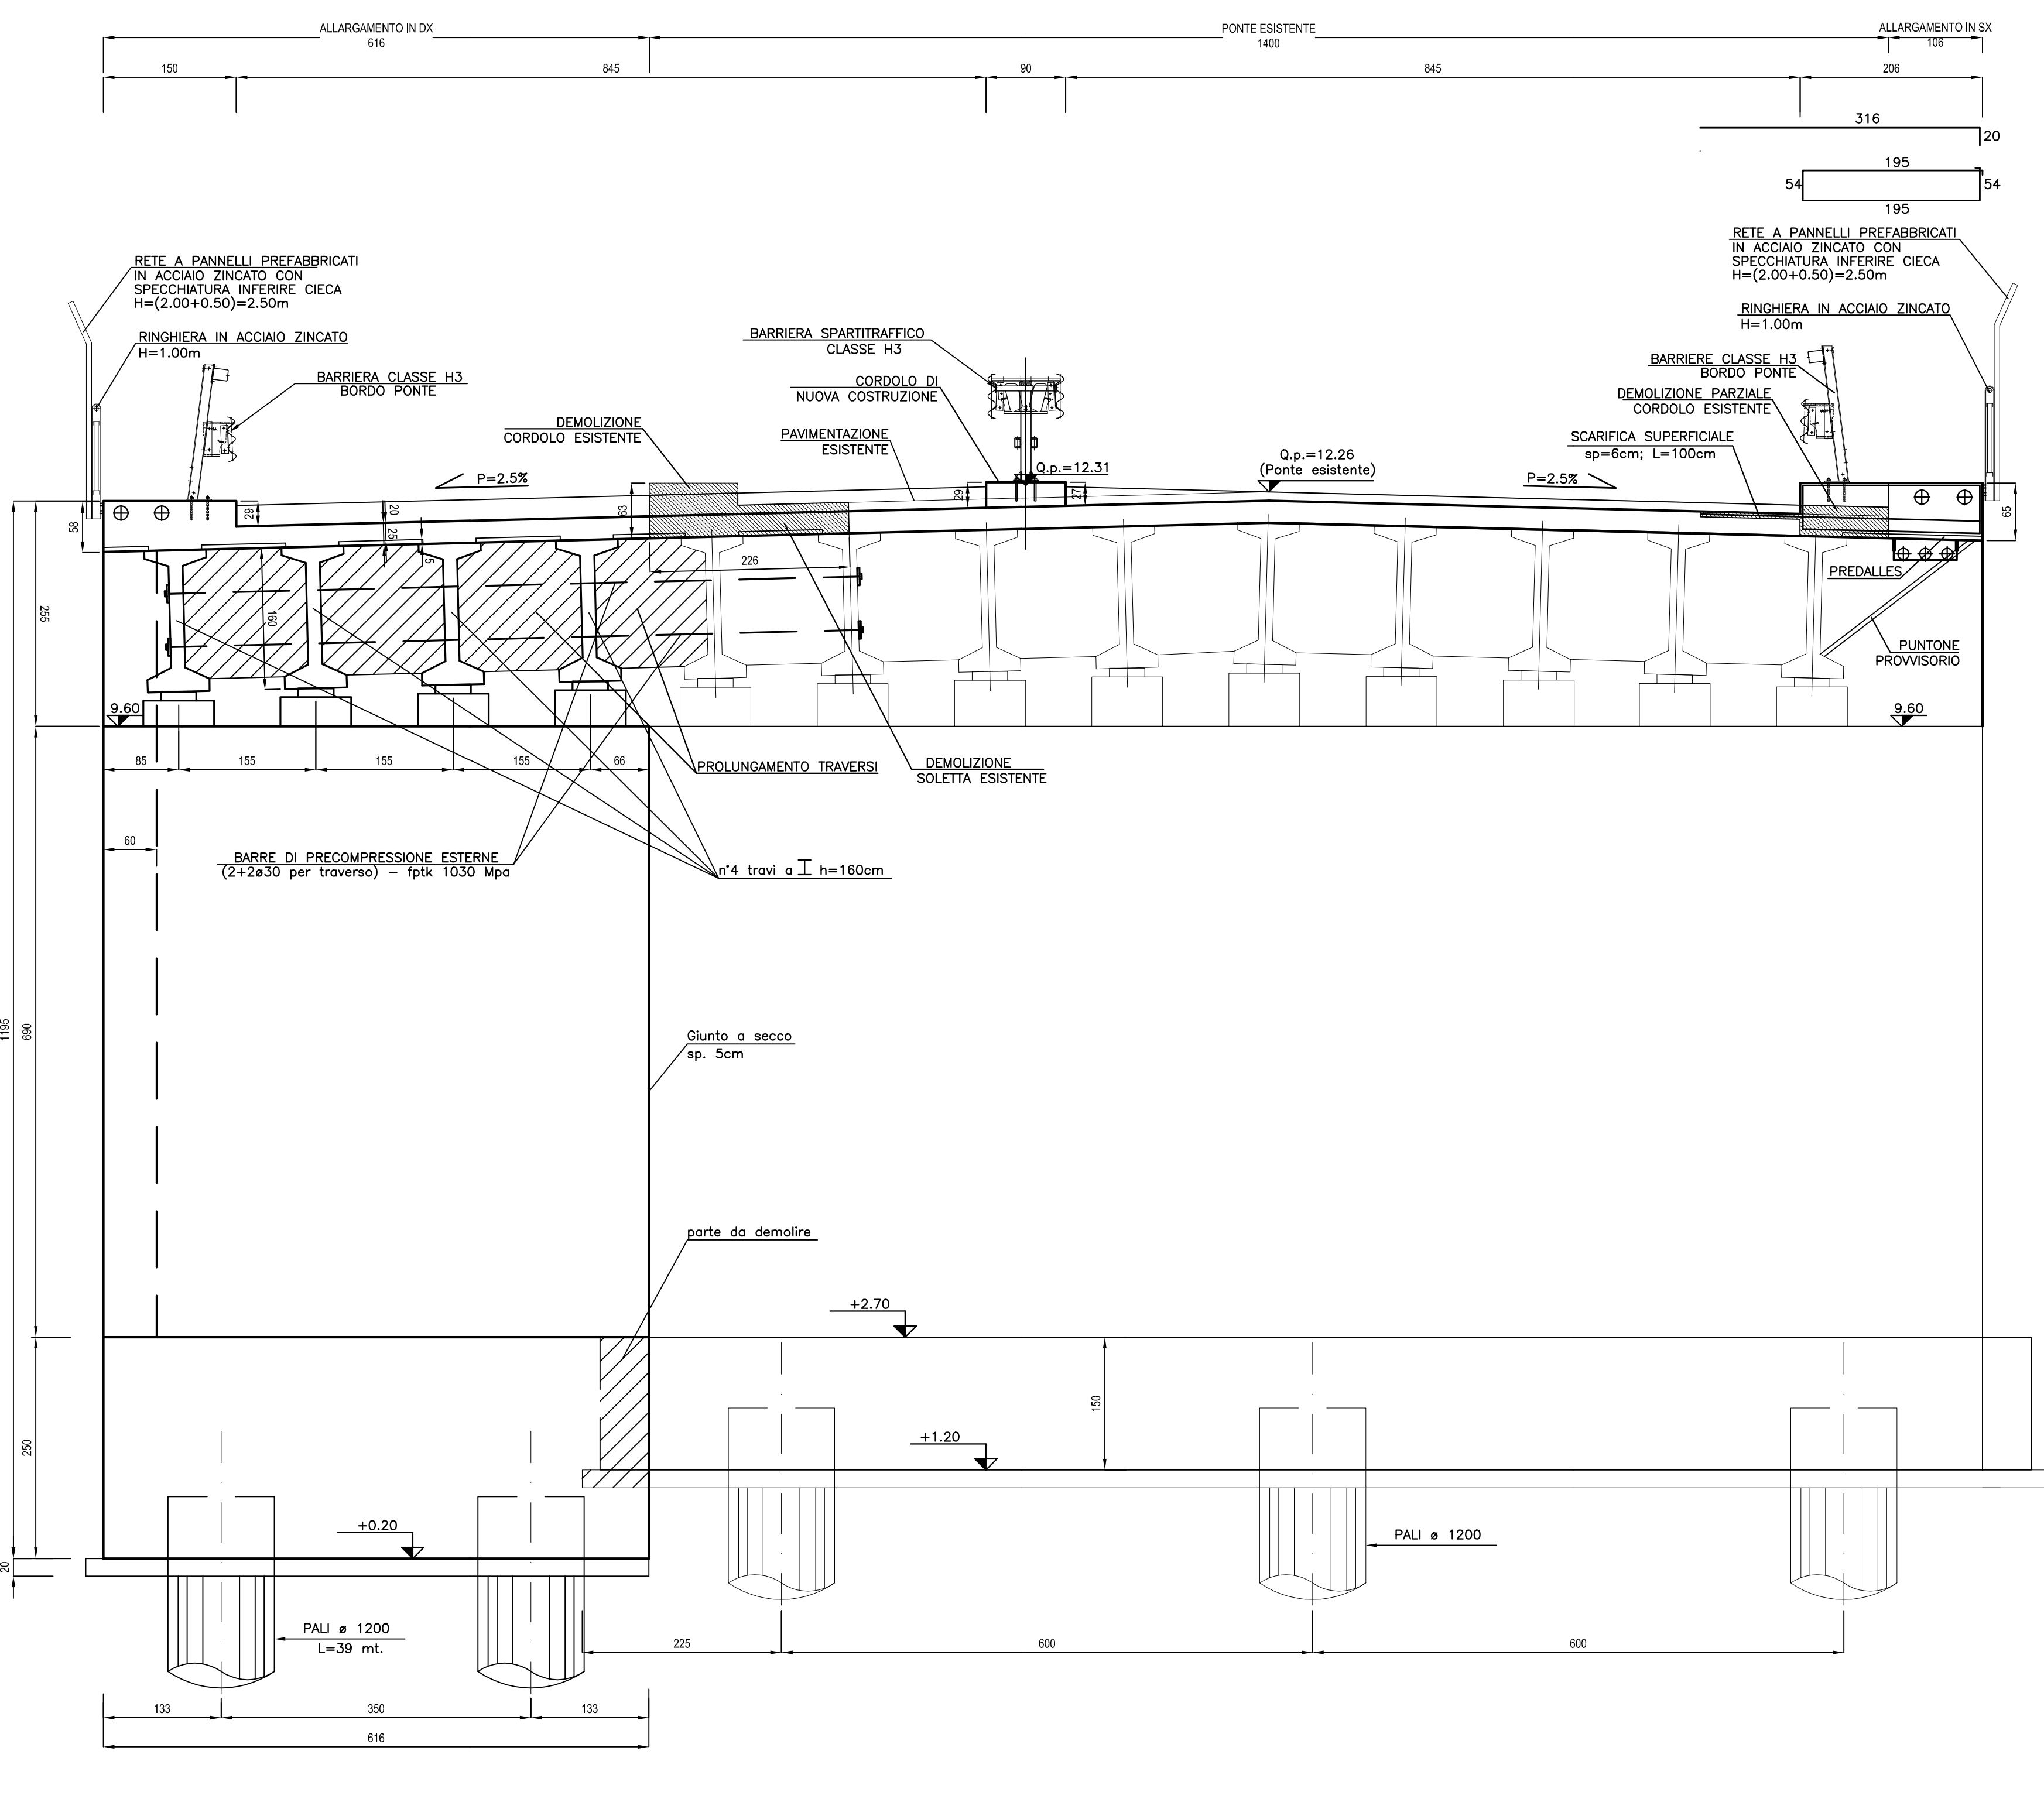 ALLARGAMENTO IN DX
616
PONTE ESISTENTE
1400
ALLARGAMENTO IN SX
106
150
845
90
845
206
316
20
195
54
54
195
RETE A PANNELLI PREFABBRICATI
IN ACCIAIO ZINCATO CON
SPECCHIATURA INFERIRE CIECA
H=(2.00+0.50)=2.50m
RINGHIERA IN ACCIAIO ZINCATO
H=1.00m
BARRIERA CLASSE H3
BORDO PONTE
DEMOLIZIONE
CORDOLO ESISTENTE
P=2.5%
BARRIERA SPARTITRAFFICO
CLASSE H3
CORDOLO DI
NUOVA COSTRUZIONE
PAVIMENTAZIONE
ESISTENTE
Q.p.=12.31
Q.p.=12.26
(Ponte esistente)
RETE A PANNELLI PREFABBRICATI
IN ACCIAIO ZINCATO CON
SPECCHIATURA INFERIRE CIECA
H=(2.00+0.50)=2.50m
RINGHIERA IN ACCIAIO ZINCATO
H=1.00m
BARRIERE CLASSE H3
BORDO PONTE
DEMOLIZIONE PARZIALE
CORDOLO ESISTENTE
SCARIFICA SUPERFICIALE
sp=6cm; L=100cm
P=2.5%
58
29
20
25
5
63
29
27
65
226
160
255
PREDALLES
PUNTONE
PROVVISORIO
9.60
9.60
85
155
155
155
66
PROLUNGAMENTO TRAVERSI
DEMOLIZIONE
SOLETTA ESISTENTE
60
BARRE DI PRECOMPRESSIONE ESTERNE
(2+2ø30 per traverso) – fptk 1030 Mpa
n°4 travi a h=160cm
1195
690
Giunto a secco
sp. 5cm
parte da demolire
+2.70
150
+1.20
250
+0.20
20
PALI ø 1200
PALI ø 1200
L=39 mt.
225
600
600
133
350
133
616